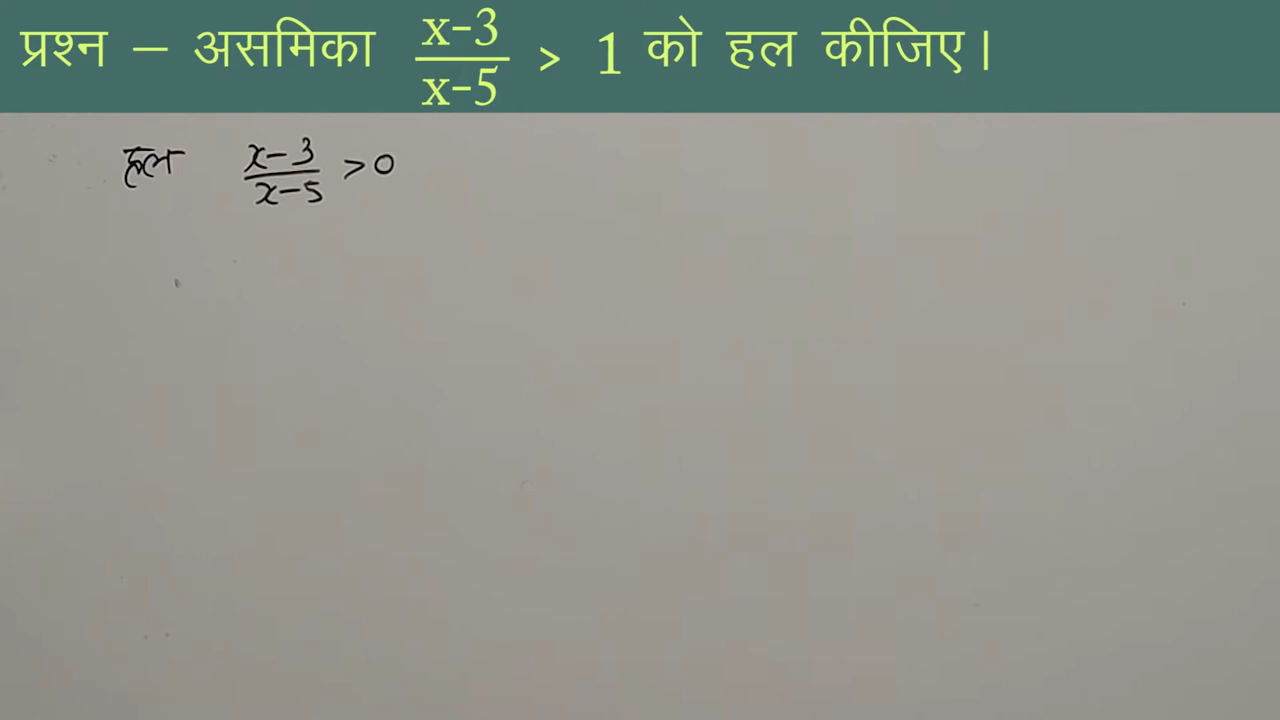 प्रश्न – असमिका x-3/x-5 > 1 को हल कीजिए।
हल x-3/x-5 >0